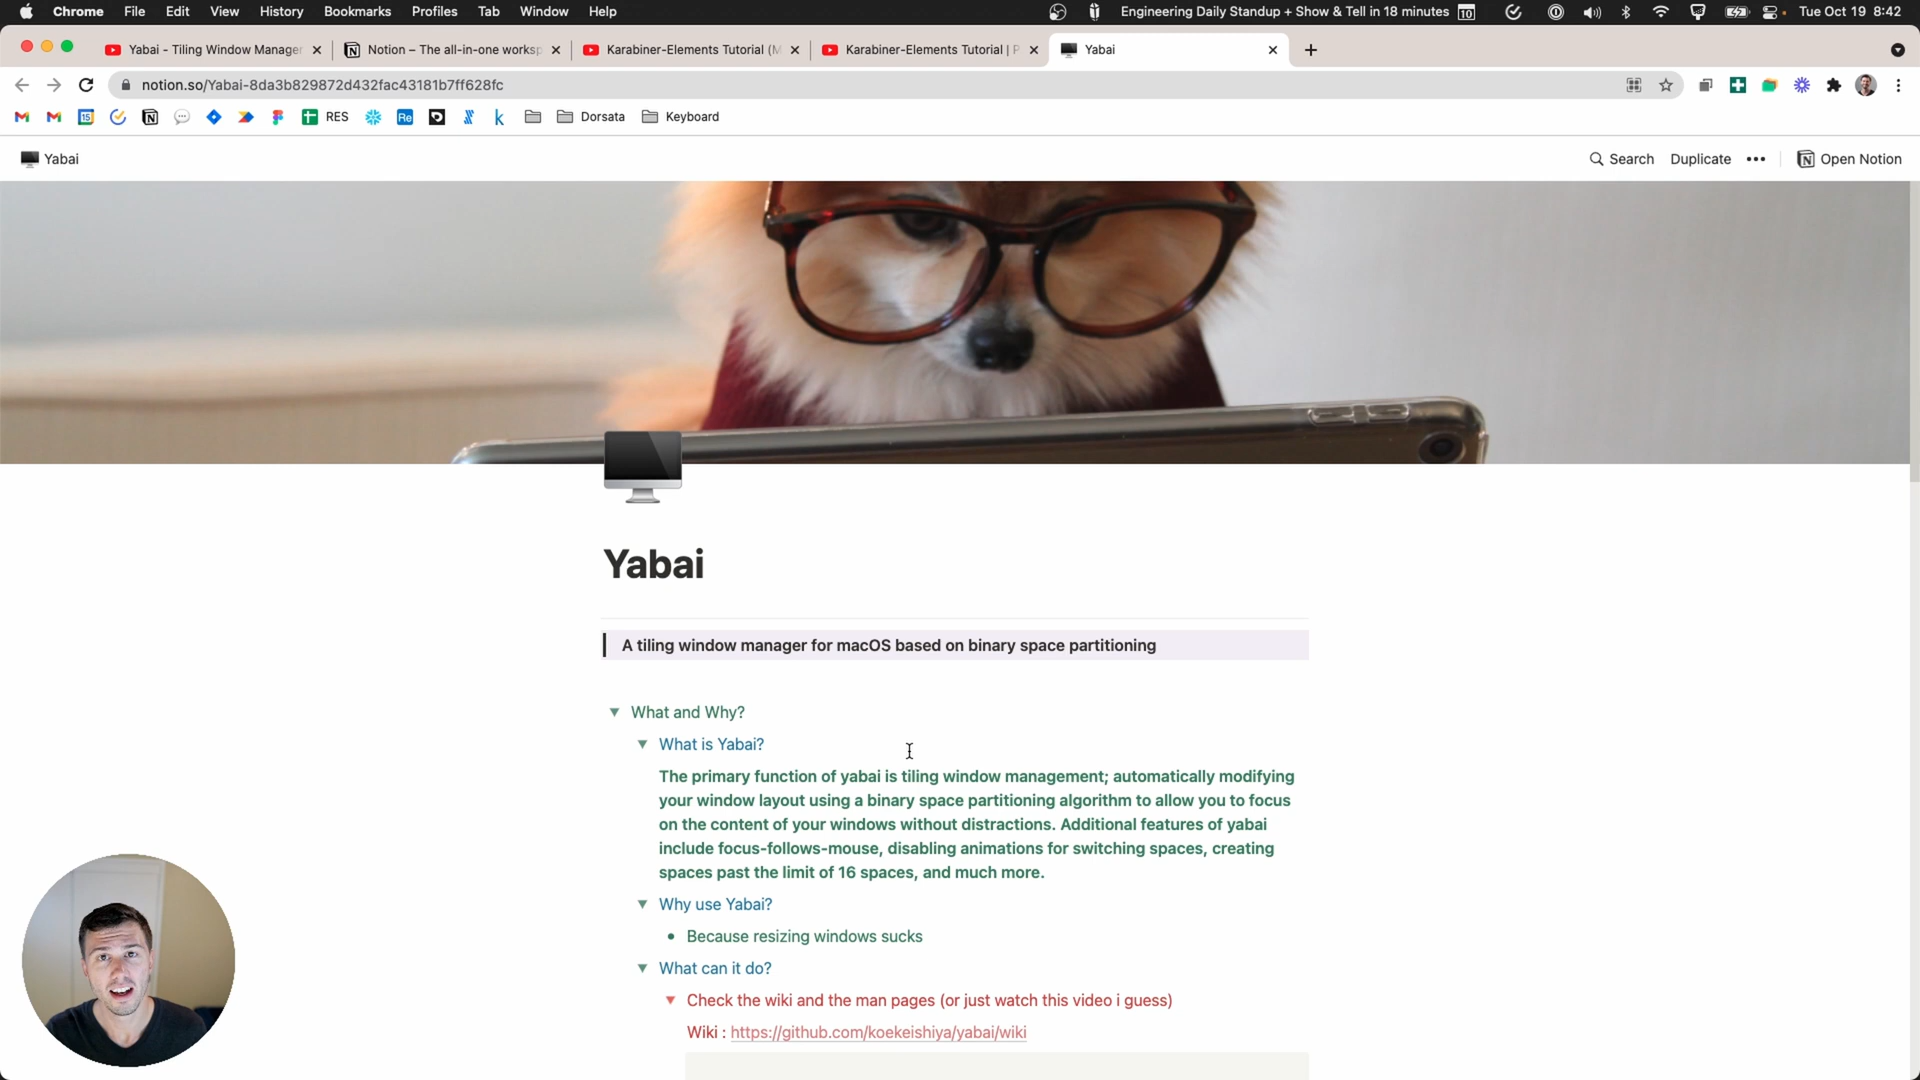 Chrome File Edit View History Bookmarks Profiles Tab Window Help Engineering Daily Standup + Show & Tell in 18 minutes 10 Tue Oct 19 8:42
Yabai - Tiling Window Manager Notion – The all-in-one worksp Karabiner-Elements Tutorial (M Karabiner-Elements Tutorial | P Yabai
notion.so/Yabai-8da3b829872d432fac43181b7ff628fc
15 RES Re k Dorsata Keyboard
Yabai Search Duplicate ••• Open Notion
Yabai
A tiling window manager for macOS based on binary space partitioning
What and Why?
What is Yabai?
The primary function of yabai is tiling window management; automatically modifying
your window layout using a binary space partitioning algorithm to allow you to focus
on the content of your windows without distractions. Additional features of yabai
include focus-follows-mouse, disabling animations for switching spaces, creating
spaces past the limit of 16 spaces, and much more.
Why use Yabai?
• Because resizing windows sucks
What can it do?
Check the wiki and the man pages (or just watch this video i guess)
Wiki : https://github.com/koekeishiya/yabai/wiki